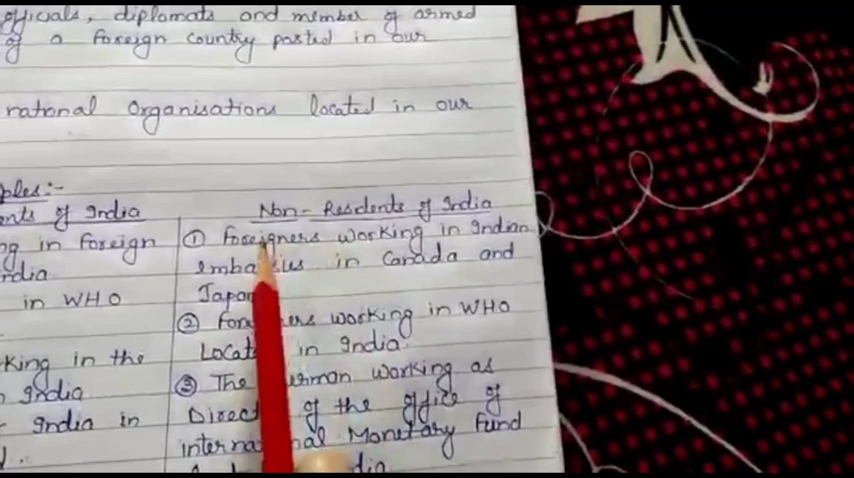 officials, diplomats and member of armed
of a foreign country posted in our
national Organisations located in our
ples:-
nts of India
Non-Residents of India
ng in foreign
① Foreigners working in Indian
ndia
embassies in Canada and
in WHO
Japan
② Foreigners working in WHO
king in the
Located in India.
n India
③ The German working as
India in
Director of the office of
international Monetary Fund
dia